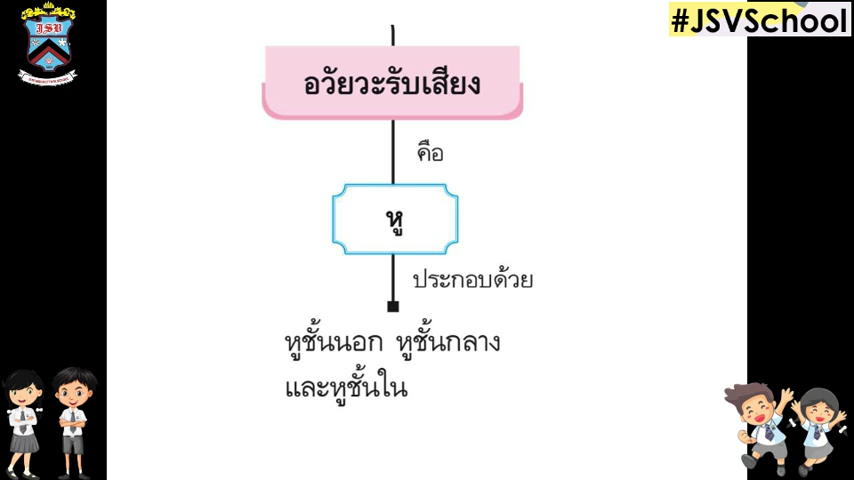 JSB
#JSVSchool
อวัยวะรับเสียง
คือ
หู
ประกอบด้วย
หูชั้นนอก หูชั้นกลาง
และหูชั้นใน